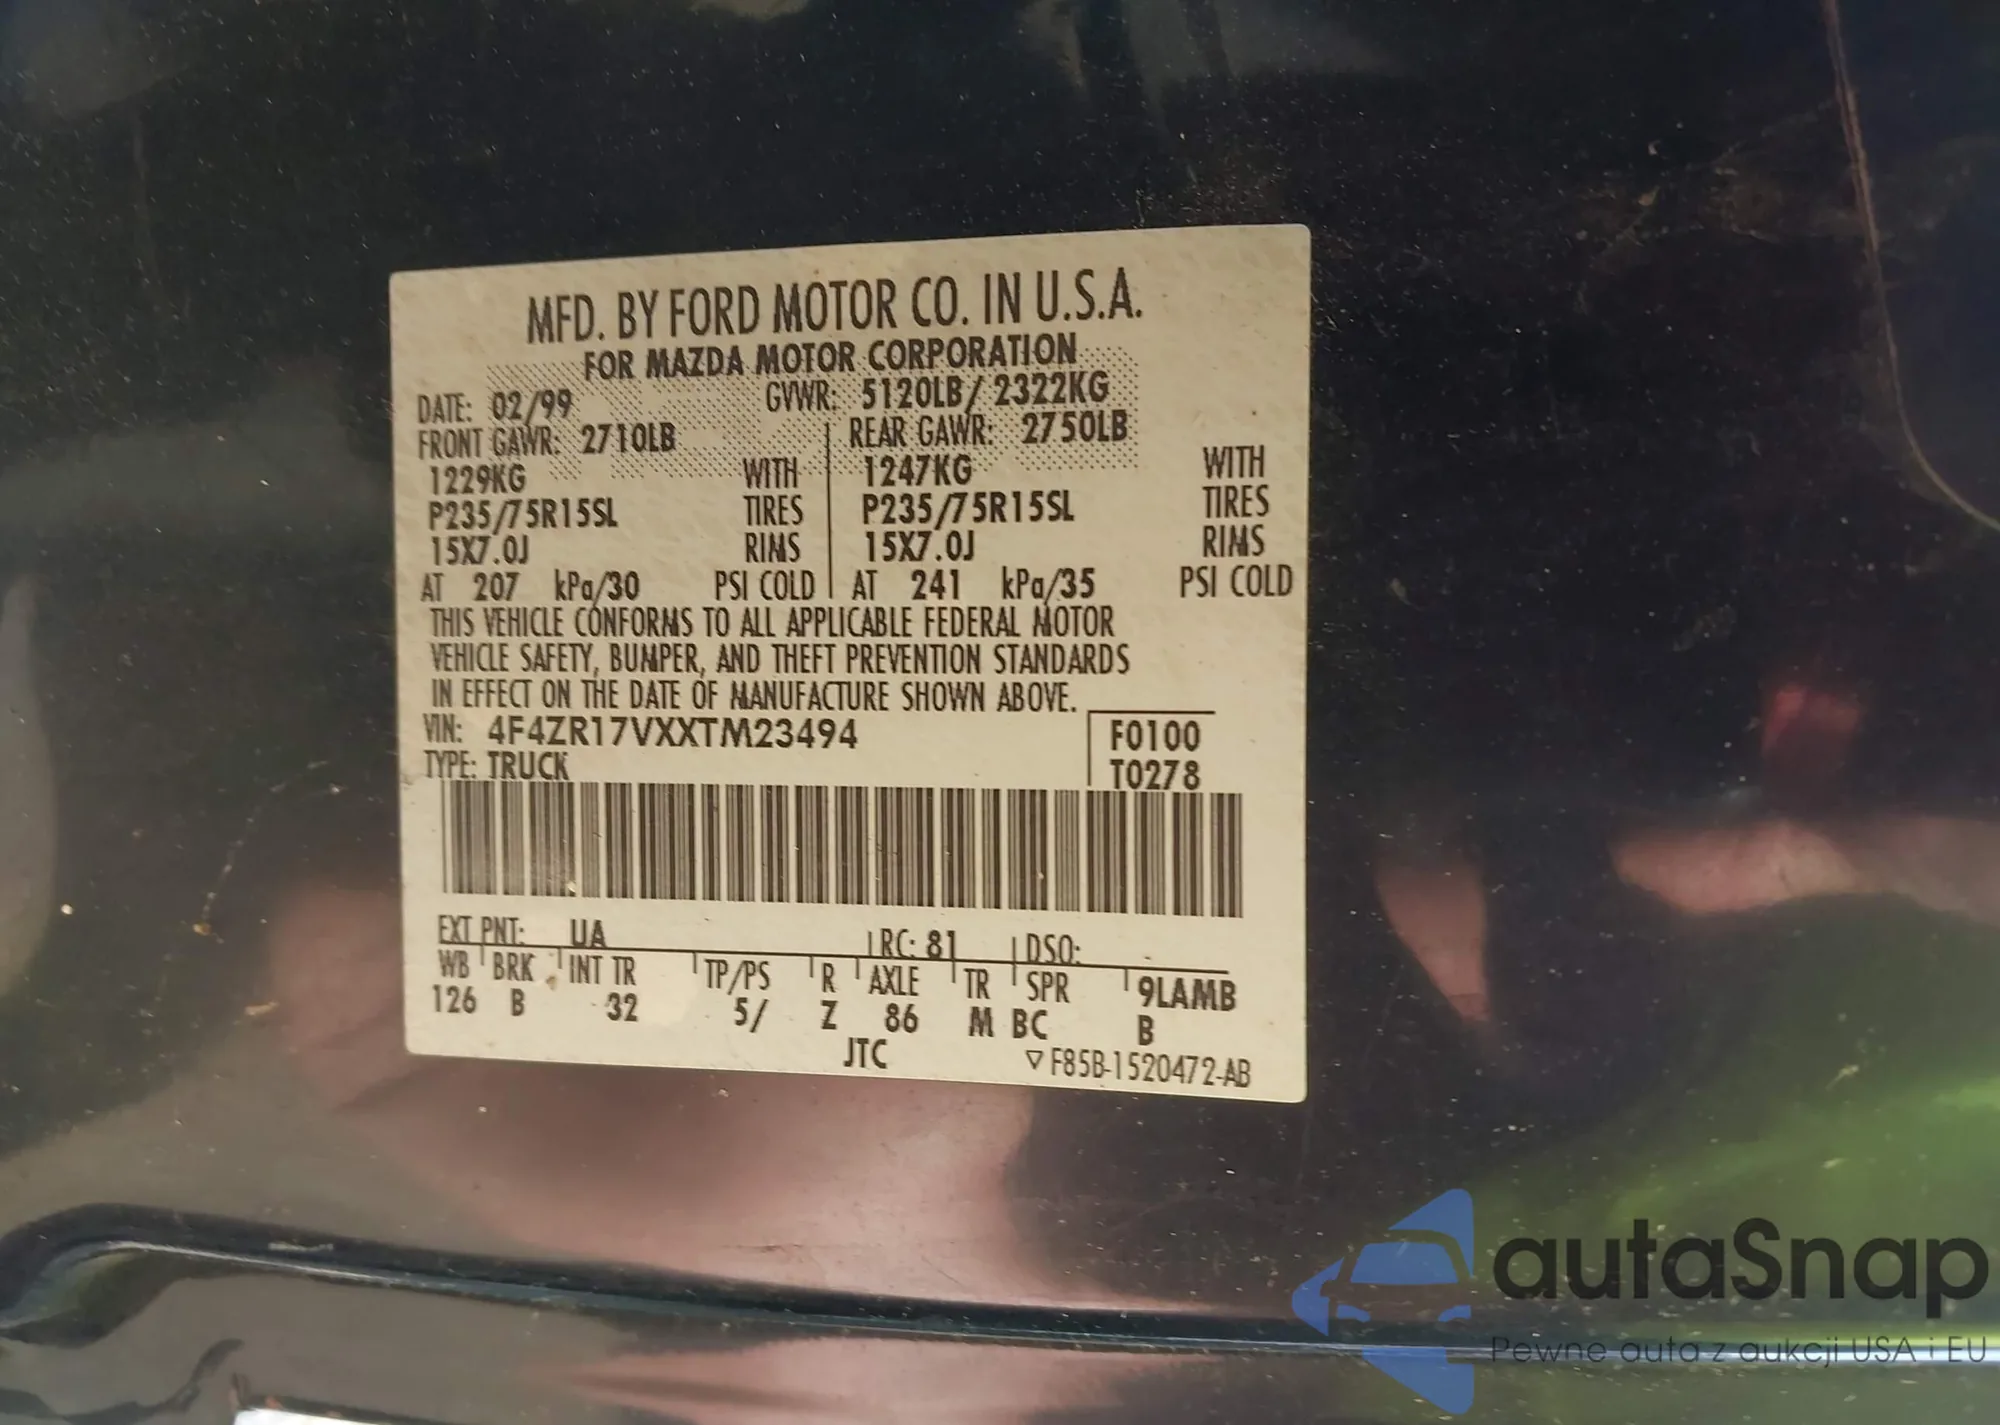 MFD. BY FORD MOTOR CO. IN U.S.A.
FOR MAZDA MOTOR CORPORATION
DATE: 02/99 GVWR: 5120LB/ 2322KG
FRONT GAWR: 2710LB REAR GAWR: 2750LB
1229KG WITH 1247KG WITH
P235/75R15SL TIRES P235/75R15SL TIRES
15X7.0J RIMS 15X7.0J RIMS
AT 207 kPa/30 PSI COLD AT 241 kPa/35 PSI COLD
THIS VEHICLE CONFORMS TO ALL APPLICABLE FEDERAL MOTOR
VEHICLE SAFETY, BUMPER, AND THEFT PREVENTION STANDARDS
IN EFFECT ON THE DATE OF MANUFACTURE SHOWN ABOVE.
VIN: 4F4ZR17VXXTM23494 F0100
TYPE: TRUCK T0278
EXT PNT: UA RC: 81 DSO:
WB BRK INT TR TP/PS R AXLE TR SPR 9LAMB
126 B 32 5/ Z 86 M BC B
JTC ▽ F85B-1520472-AB
autaSnap
Pewne auta z aukcji USA i EU